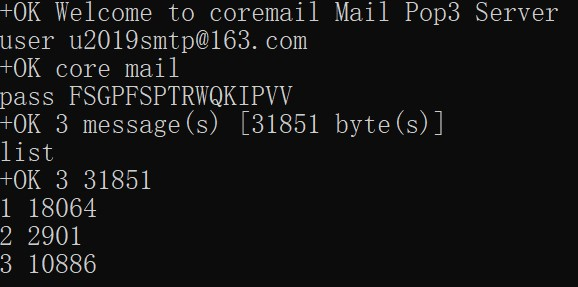 +OK Welcome to coremail Mail Pop3 Server
user u2019smtp@163.com
+OK core mail
pass FSGPFSPTRWQKIPVV
+OK 3 message(s) [31851 byte(s)]
list
+OK 3 31851
1 18064
2 2901
3 10886